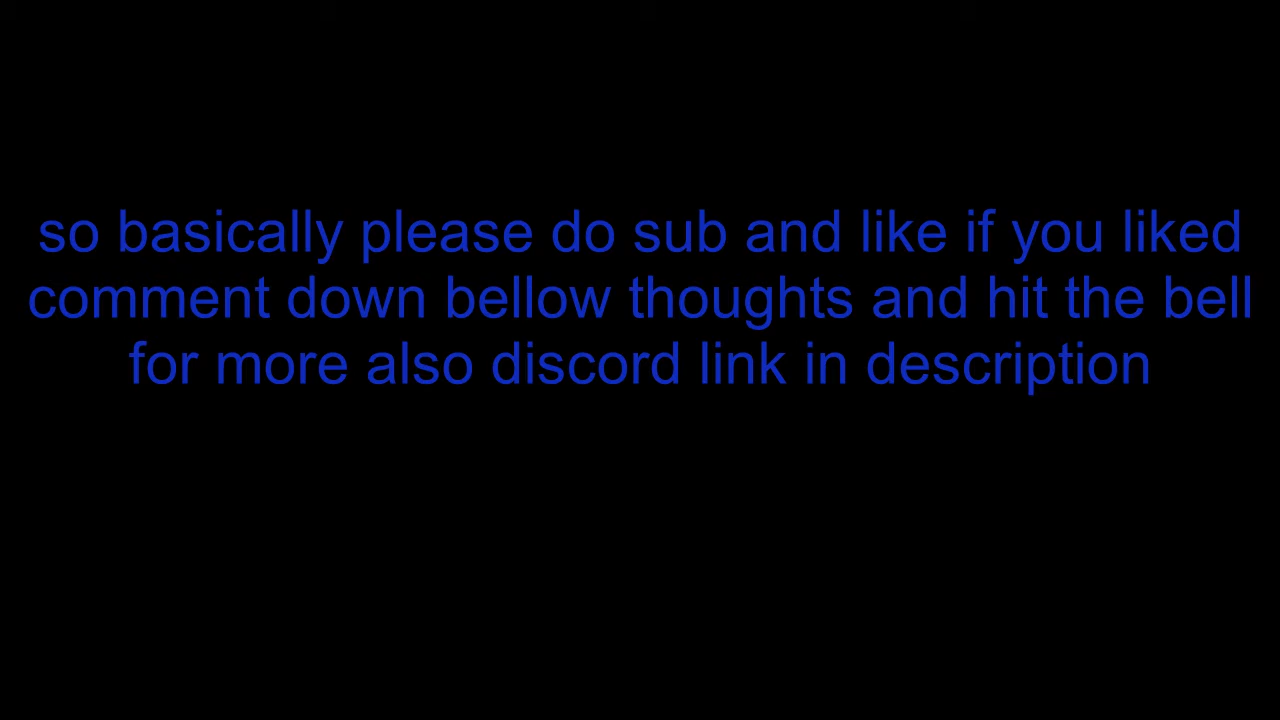 so basically please do sub and like if you liked
comment down bellow thoughts and hit the bell
for more also discord link in description